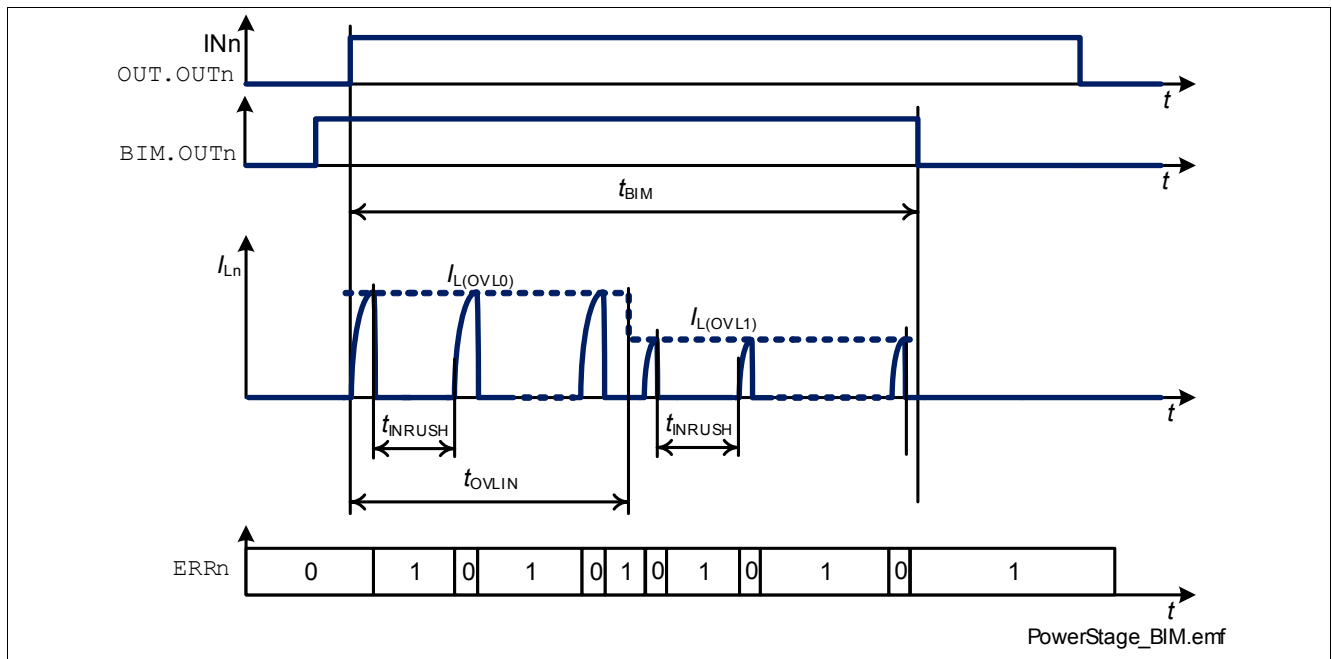 INn
OUT.OUTn
t
BIM.OUTn
t
tBIM
ILn
IL(OVL0)
IL(OVL1)
t
tINRUSH
tINRUSH
tOVLIN
ERRn
0 1 0 1 0 1 0 1 0 1 0 1
t
PowerStage_BIM.emf